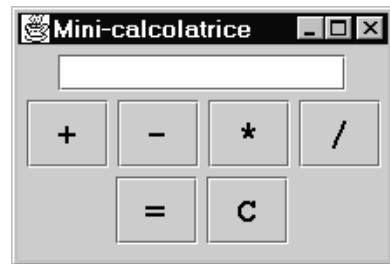 Mini-calcolatrice
+ - * /
= C